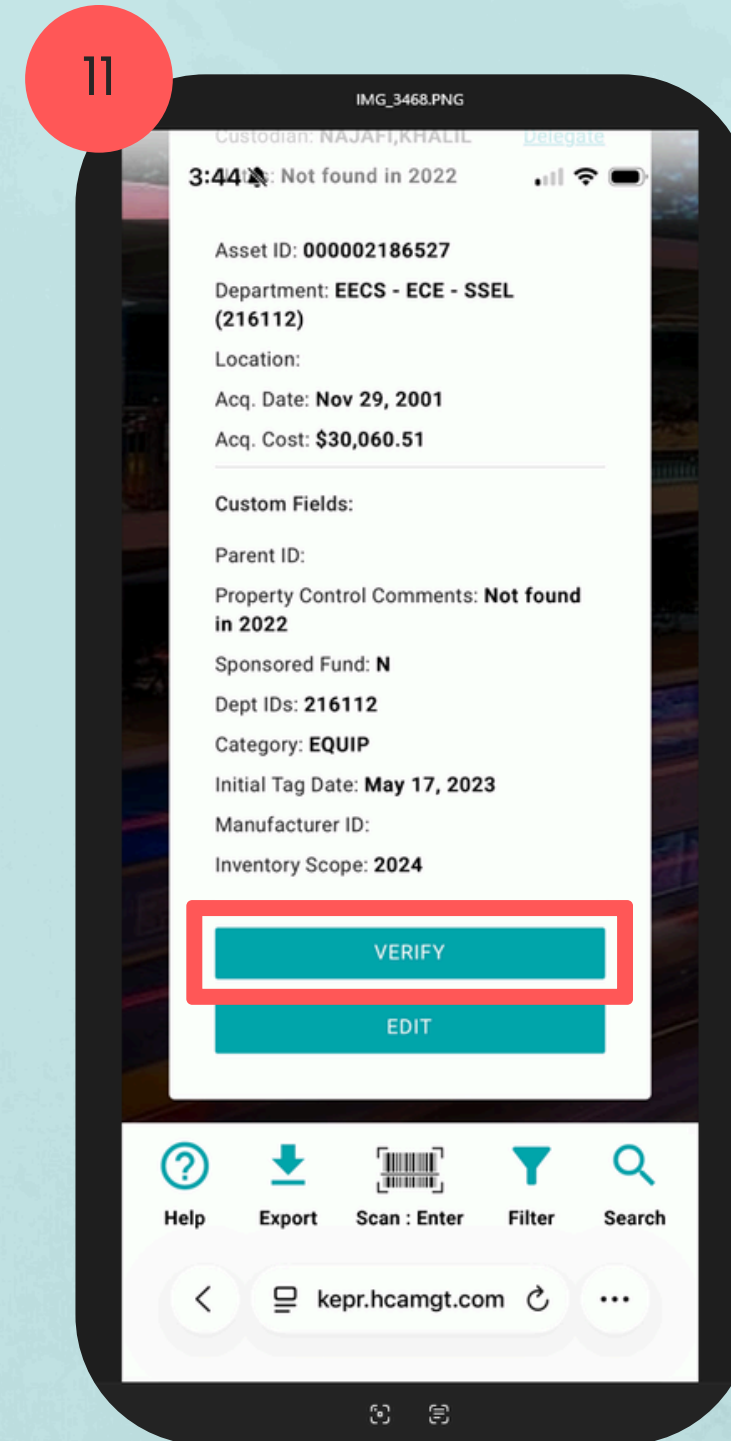 11
IMG_3468.PNG
Custodian: NAJAFI,KHALIL Delegate
3:44 : Not found in 2022
Asset ID: 000002186527
Department: EECS - ECE - SSEL
(216112)
Location:
Acq. Date: Nov 29, 2001
Acq. Cost: $30,060.51
Custom Fields:
Parent ID:
Property Control Comments: Not found
in 2022
Sponsored Fund: N
Dept IDs: 216112
Category: EQUIP
Initial Tag Date: May 17, 2023
Manufacturer ID:
Inventory Scope: 2024
VERIFY
EDIT
Help Export Scan : Enter Filter Search
kepr.hcamgt.com